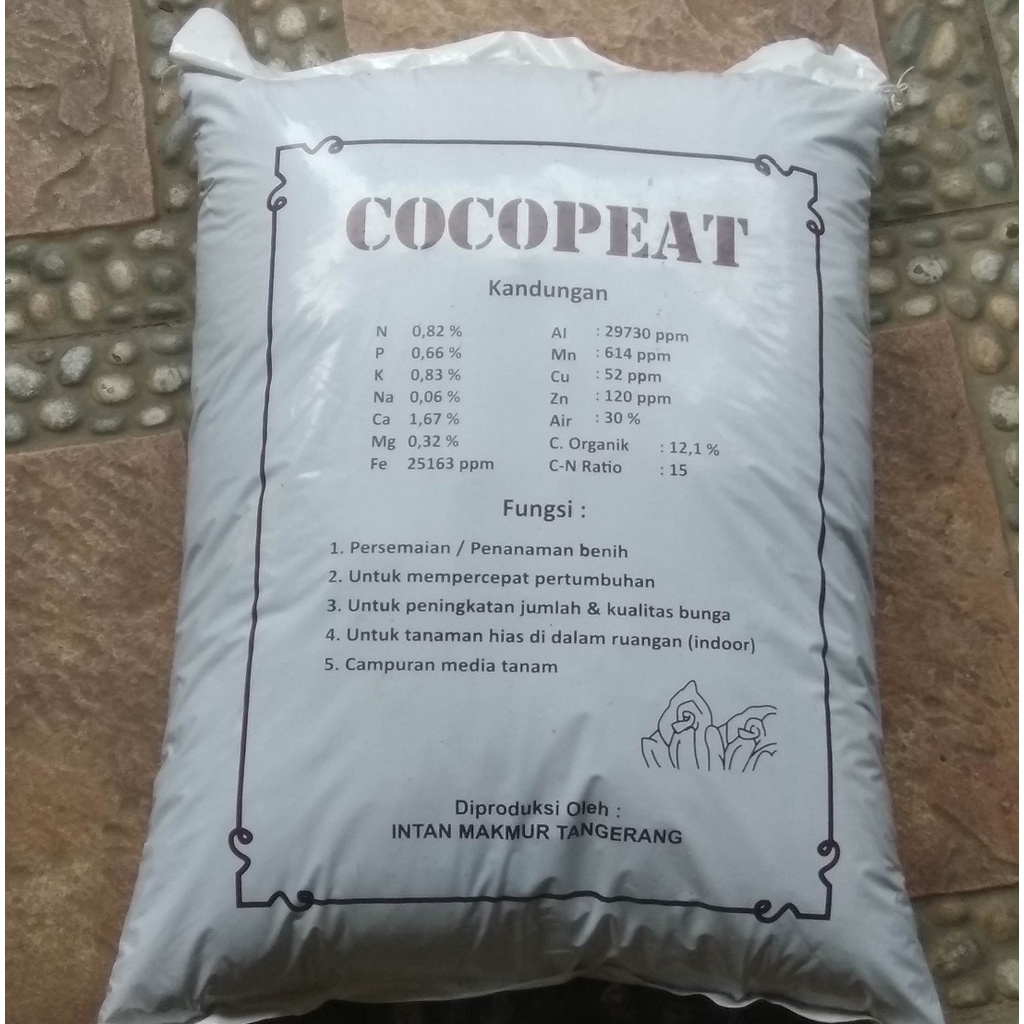 COCOPEAT
Kandungan
N 0,82 % Al : 29730 ppm
P 0,66 % Mn : 614 ppm
K 0,83 % Cu : 52 ppm
Na 0,06 % Zn : 120 ppm
Ca 1,67 % Air : 30 %
Mg 0,32 % C. Organik : 12,1 %
Fe 25163 ppm C-N Ratio : 15
Fungsi :
1. Persemaian / Penanaman benih
2. Untuk mempercepat pertumbuhan
3. Untuk peningkatan jumlah & kualitas bunga
4. Untuk tanaman hias di dalam ruangan (indoor)
5. Campuran media tanam
Diproduksi Oleh :
INTAN MAKMUR TANGERANG